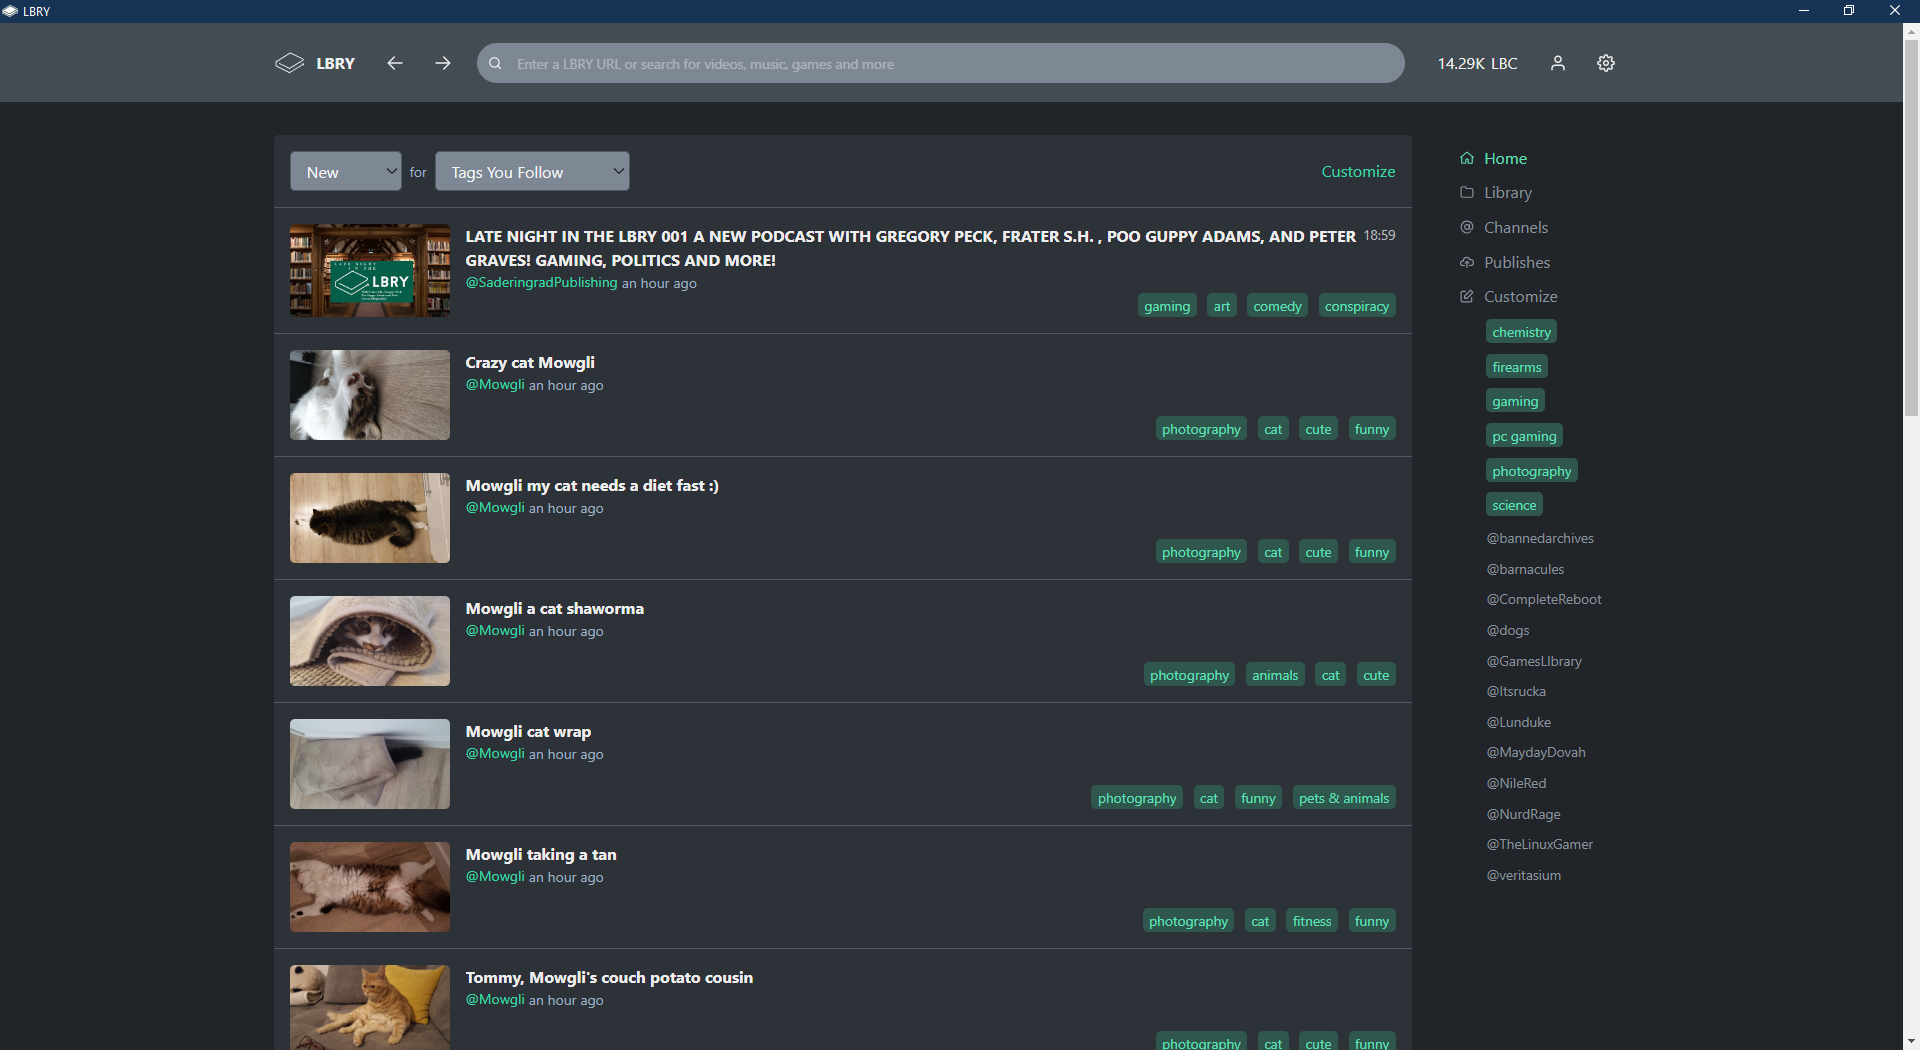 LBRY
LBRY
Enter a LBRY URL or search for videos, music, games and more
14.29K LBC
New
for
Tags You Follow
Customize
LATE NIGHT IN THE LBRY 001 A NEW PODCAST WITH GREGORY PECK, FRATER S.H. , POO GUPPY ADAMS, AND PETER
GRAVES! GAMING, POLITICS AND MORE!
18:59
@SaderingradPublishing an hour ago
gaming art comedy conspiracy
LATE NIGHT
IN THE
LBRY
Crazy cat Mowgli
@Mowgli an hour ago
photography cat cute funny
Mowgli my cat needs a diet fast :)
@Mowgli an hour ago
photography cat cute funny
Mowgli a cat shaworma
@Mowgli an hour ago
photography animals cat cute
Mowgli cat wrap
@Mowgli an hour ago
photography cat funny pets & animals
Mowgli taking a tan
@Mowgli an hour ago
photography cat fitness funny
Tommy, Mowgli's couch potato cousin
@Mowgli an hour ago
photography cat cute funny
Home
Library
Channels
Publishes
Customize
chemistry
firearms
gaming
pc gaming
photography
science
@bannedarchives
@barnacules
@CompleteReboot
@dogs
@GamesLIbrary
@Itsrucka
@Lunduke
@MaydayDovah
@NileRed
@NurdRage
@TheLinuxGamer
@veritasium